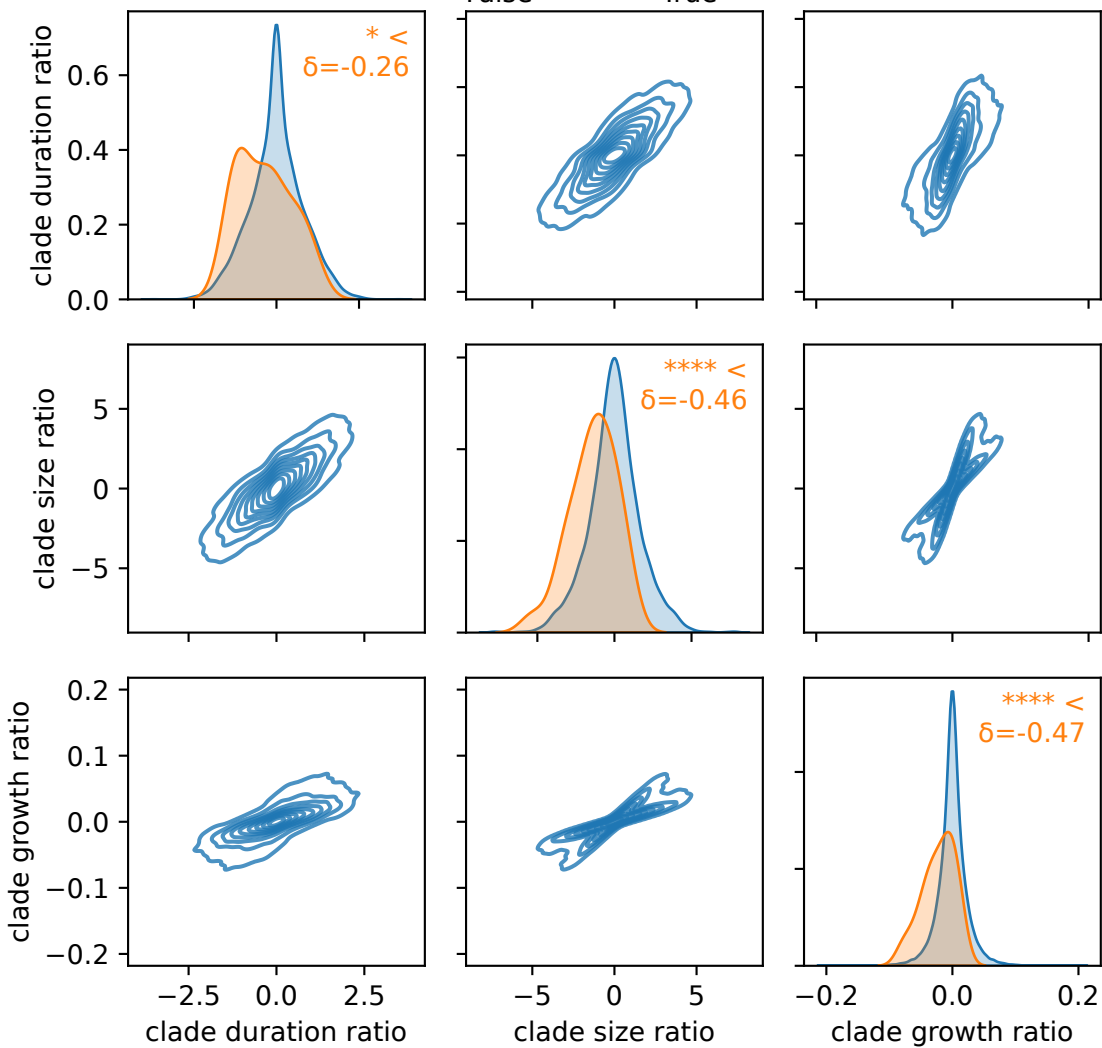 clade duration ratio
0.6
0.4
0.2
0.0
* <
δ=-0.26
clade size ratio
5
0
−5
**** <
δ=-0.46
clade growth ratio
0.2
0.1
0.0
−0.1
−0.2
**** <
δ=-0.47
−2.5 0.0 2.5
−5 0 5
−0.2 0.0 0.2
clade duration ratio
clade size ratio
clade growth ratio